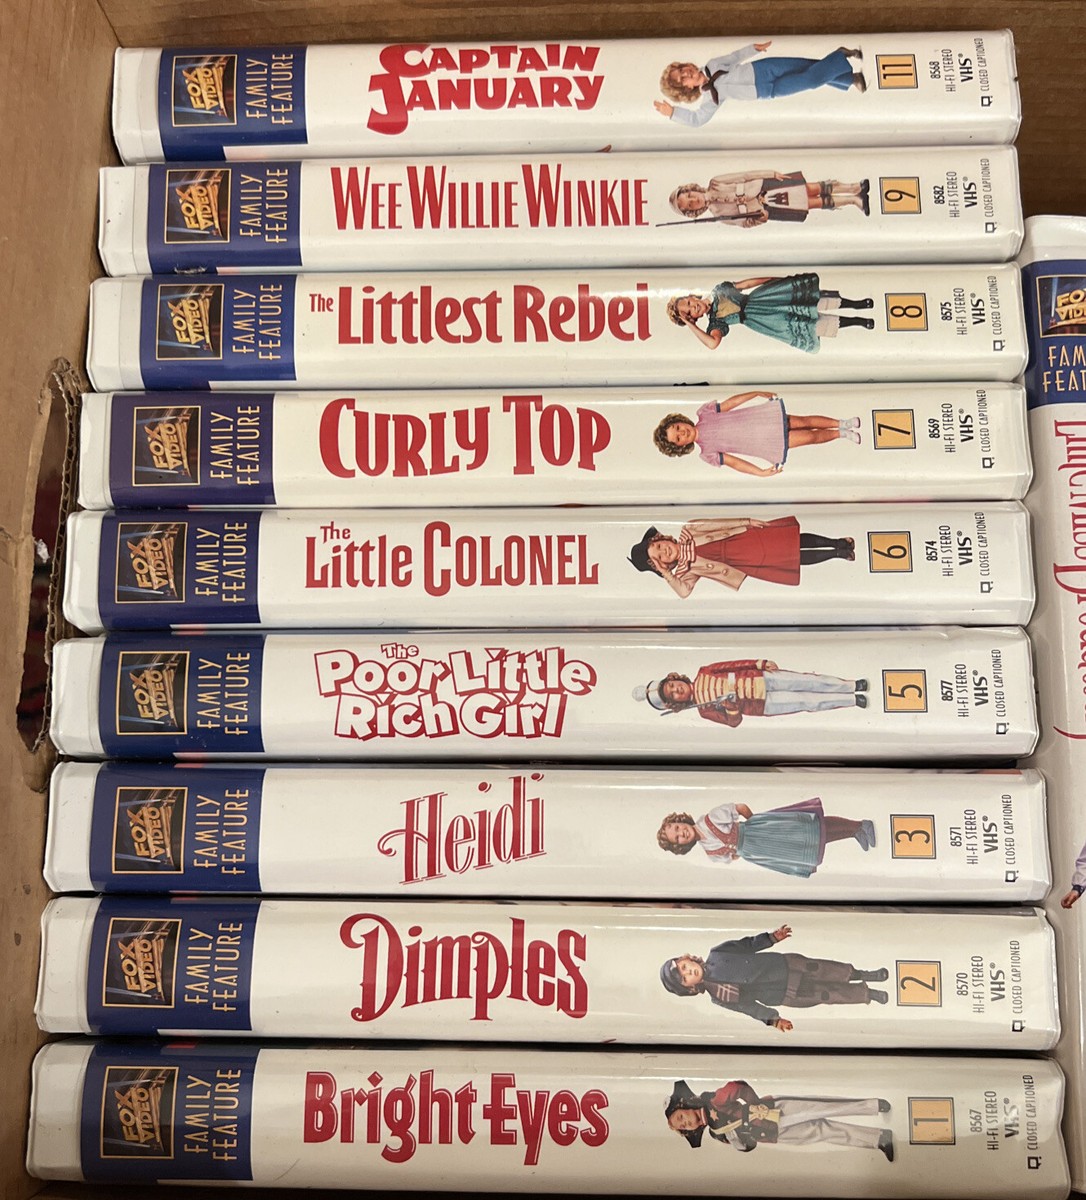 FOX
VIDEO
FAMILY
FEATURE
CAPTAIN
JANUARY
11
8568
HI-FI STEREO
VHS®
CLOSED CAPTIONED
FOX
VIDEO
FAMILY
FEATURE
WEE WILLIE WINKIE
9
8582
HI-FI STEREO
VHS®
CLOSED CAPTIONED
FOX
VIDEO
FAMILY
FEATURE
The Littlest Rebel
8
8575
HI-FI STEREO
VHS®
CLOSED CAPTIONED
FOX
VIDEO
FAMILY
FEATURE
CURLY TOP
7
8569
HI-FI STEREO
VHS®
CLOSED CAPTIONED
FOX
VIDEO
FAMILY
FEATURE
The
Little COLONEL
6
8574
HI-FI STEREO
VHS®
CLOSED CAPTIONED
FOX
VIDEO
FAMILY
FEATURE
The
Poor Little
Rich Girl
5
8577
HI-FI STEREO
VHS®
CLOSED CAPTIONED
FOX
VIDEO
FAMILY
FEATURE
Heidi
3
8571
HI-FI STEREO
VHS®
CLOSED CAPTIONED
FOX
VIDEO
FAMILY
FEATURE
Dimples
2
8570
HI-FI STEREO
VHS®
CLOSED CAPTIONED
FOX
VIDEO
FAMILY
FEATURE
Bright Eyes
1
8567
HI-FI STEREO
VHS®
CLOSED CAPTIONED
FAM
FEAT